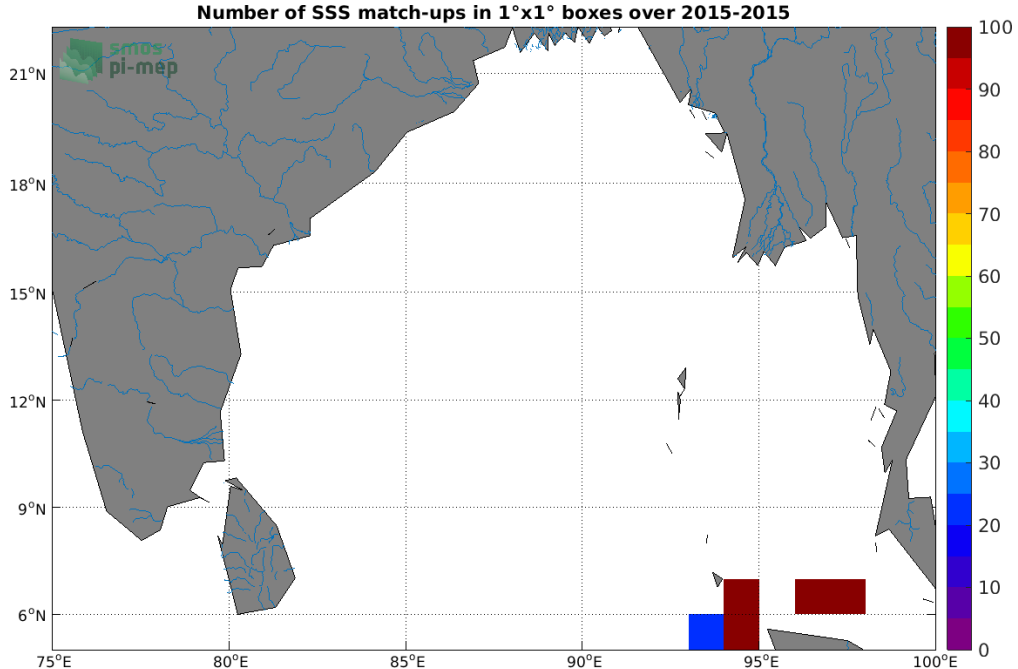 Number of SSS match-ups in 1°x1° boxes over 2015-2015
smos
pi-mep
21°N
18°N
15°N
12°N
9°N
6°N
75°E
80°E
85°E
90°E
95°E
100°E
100
90
80
70
60
50
40
30
20
10
0